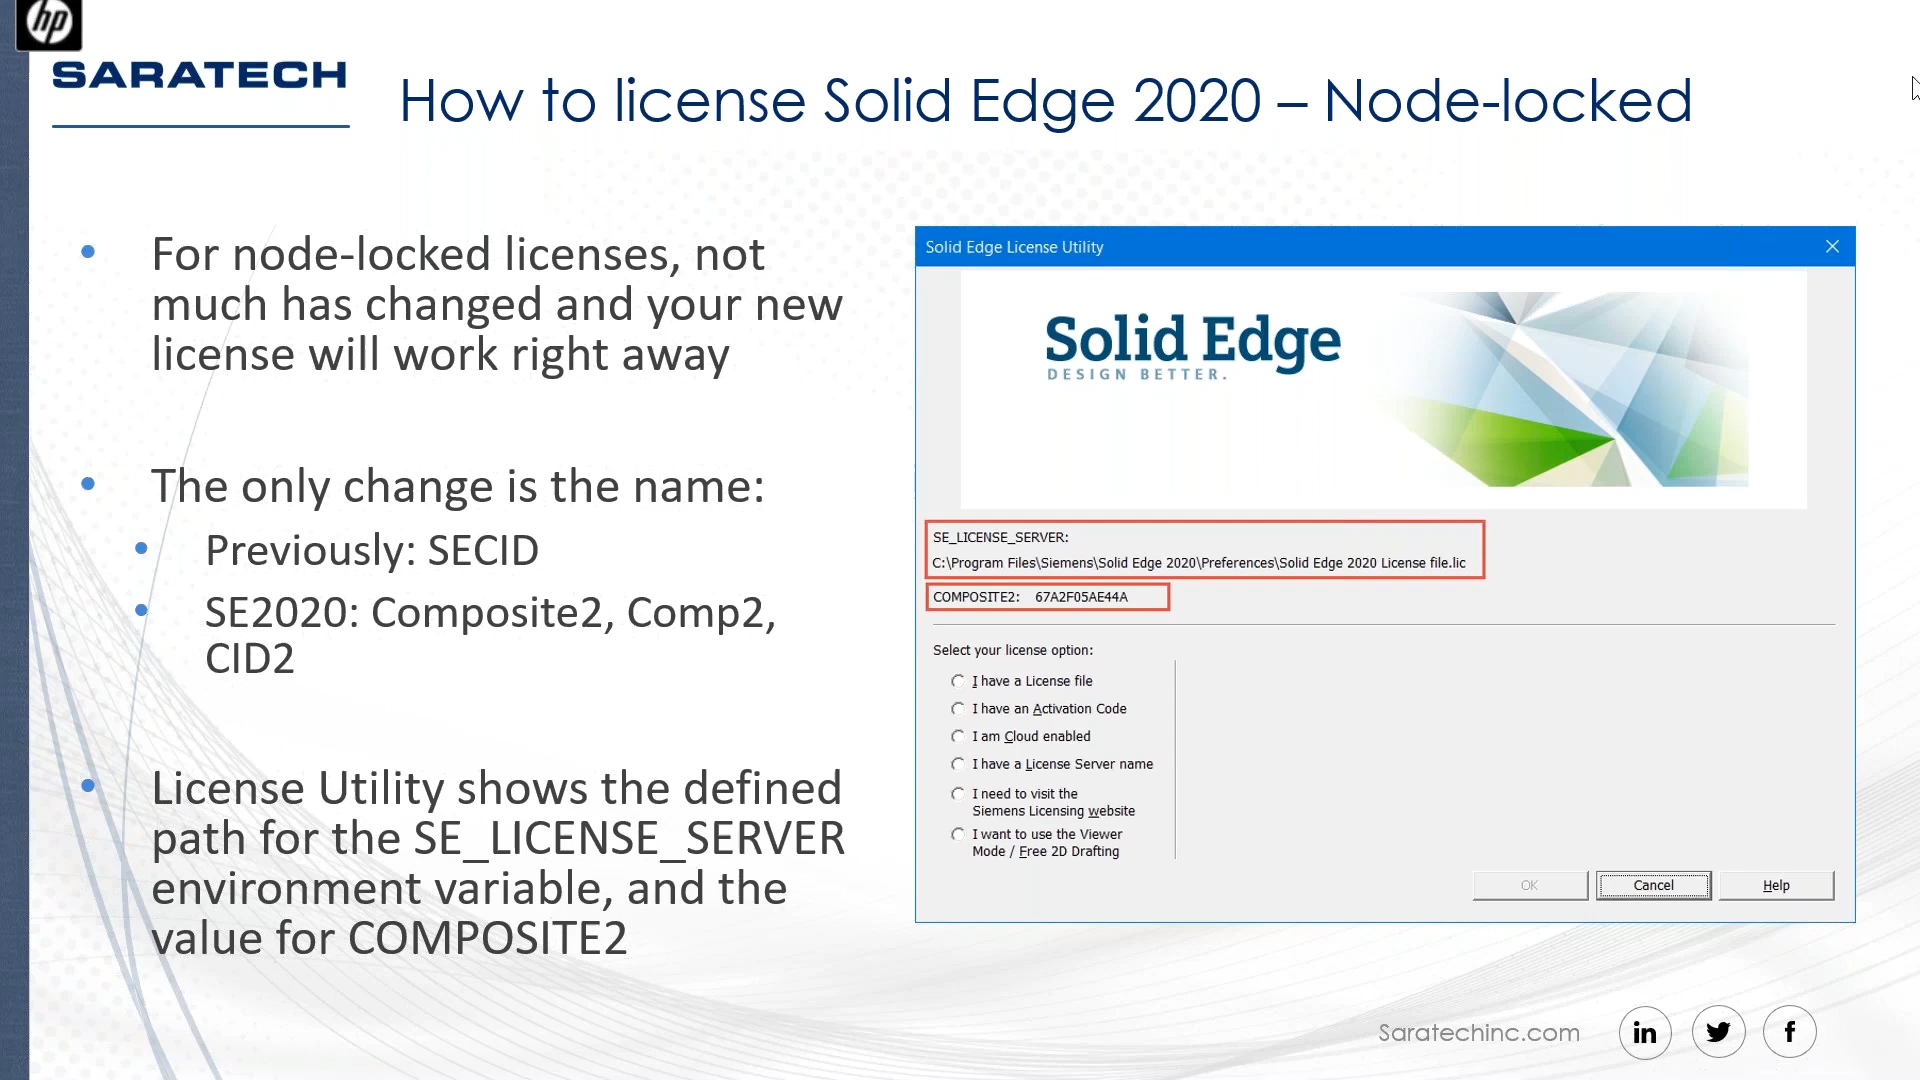 hp
SARATECH
How to license Solid Edge 2020 – Node-locked
• For node-locked licenses, not
much has changed and your new
license will work right away
• The only change is the name:
• Previously: SECID
• SE2020: Composite2, Comp2,
CID2
• License Utility shows the defined
path for the SE_LICENSE_SERVER
environment variable, and the
value for COMPOSITE2
Solid Edge License Utility
Solid Edge
DESIGN BETTER.
SE_LICENSE_SERVER:
C:\Program Files\Siemens\Solid Edge 2020\Preferences\Solid Edge 2020 License file.lic
COMPOSITE2: 67A2F05AE44A
Select your license option:
I have a License file
I have an Activation Code
I am Cloud enabled
I have a License Server name
I need to visit the
Siemens Licensing website
I want to use the Viewer
Mode / Free 2D Drafting
OK
Cancel
Help
Saratechinc.com
in
f